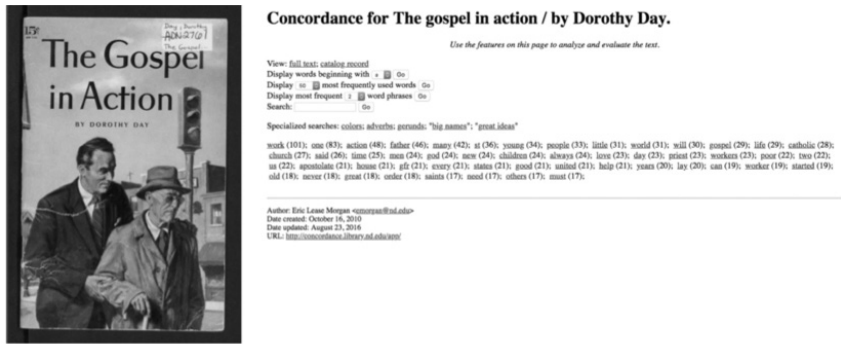 15¢
Day, Dorothy
ADN 2761
The Gospel
The Gospel
in Action
BY DOROTHY DAY
Concordance for The gospel in action / by Dorothy Day.
Use the features on this page to analyze and evaluate the text.
View: full text; catalog record
Display words beginning with a Go
Display 50 most frequently used words Go
Display most frequent 2 word phrases Go
Search: Go
Specialized searches: colors; adverbs; gerunds; "big names"; "great ideas"
work (101); one (83); action (48); father (46); many (42); st (36); young (34); people (33); little (31); world (31); will (30); gospel (29); life (29); catholic (28);
church (27); said (26); time (25); men (24); god (24); new (24); children (24); always (24); love (23); day (23); priest (23); workers (23); poor (22); two (22);
us (22); apostolate (21); house (21); gfr (21); every (21); states (21); good (21); united (21); help (21); years (20); lay (20); can (19); worker (19); started (19);
old (18); never (18); great (18); order (18); saints (17); need (17); others (17); must (17);
Author: Eric Lease Morgan <emorgan@nd.edu>
Date created: October 16, 2010
Date updated: August 23, 2016
URL: http://concordance.library.nd.edu/app/